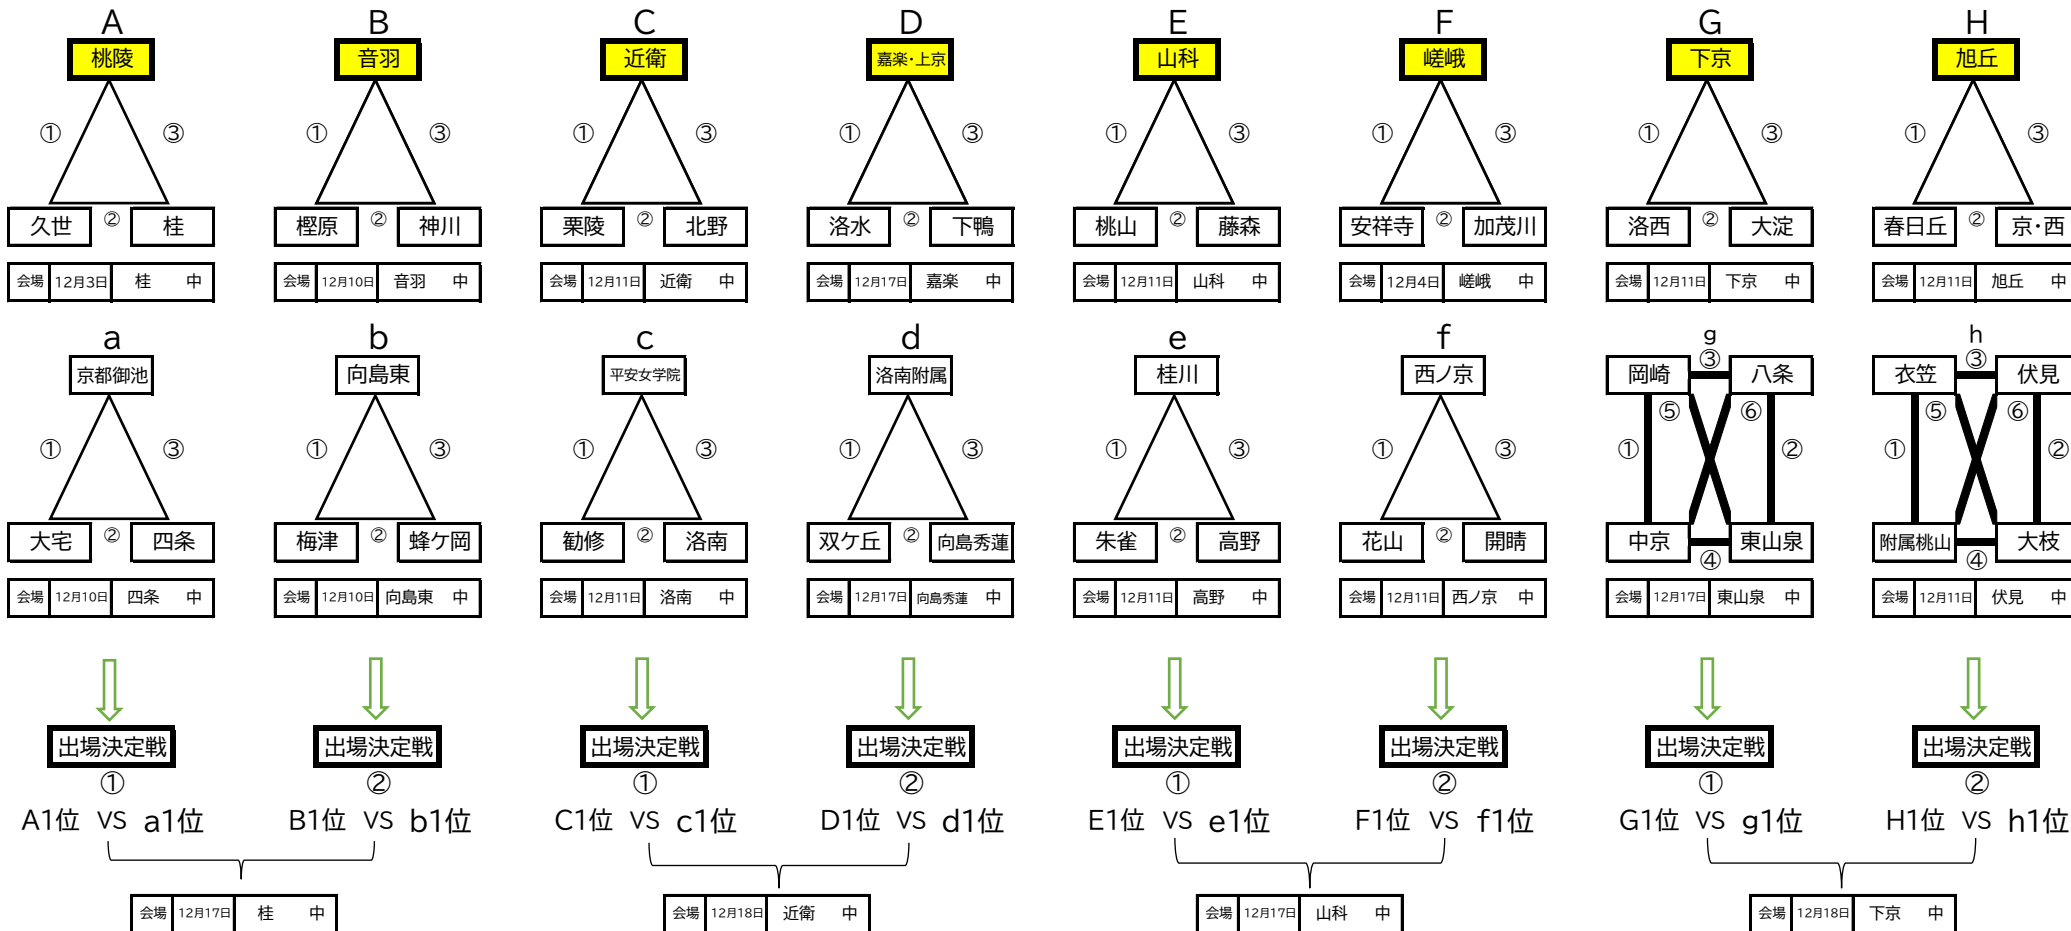 A B C D E F G H
桃陵 音羽 近衛 嘉楽・上京 山科 嵯峨 下京 旭丘
① ③ ① ③ ① ③ ① ③ ① ③ ① ③ ① ③ ① ③
久世 ② 桂 樫原 ② 神川 栗陵 ② 北野 洛水 ② 下鴨 桃山 ② 藤森 安祥寺 ② 加茂川 洛西 ② 大淀 春日丘 ② 京・西
会場 12月3日 桂 中 会場 12月10日 音羽 中 会場 12月11日 近衛 中 会場 12月17日 嘉楽 中 会場 12月11日 山科 中 会場 12月4日 嵯峨 中 会場 12月11日 下京 中 会場 12月11日 旭丘 中
a b c d e f g h
京都御池 向島東 平安女学院 洛南附属 桂川 西ノ京 岡崎 ③ 八条 衣笠 ③ 伏見
⑤ ⑥ ⑤ ⑥
① ③ ① ③ ① ③ ① ③ ① ③ ① ③ ① ② ① ②
大宅 ② 四条 梅津 ② 蜂ケ岡 勧修 ② 洛南 双ケ丘 ② 向島秀蓮 朱雀 ② 高野 花山 ② 開晴 中京 ④ 東山泉 附属桃山 ④ 大枝
会場 12月10日 四条 中 会場 12月10日 向島東 中 会場 12月11日 洛南 中 会場 12月17日 向島秀蓮 中 会場 12月11日 高野 中 会場 12月11日 西ノ京 中 会場 12月17日 東山泉 中 会場 12月11日 伏見 中
出場決定戦 出場決定戦 出場決定戦 出場決定戦 出場決定戦 出場決定戦 出場決定戦 出場決定戦
① ② ① ② ① ② ① ②
A1位 VS a1位 B1位 VS b1位 C1位 VS c1位 D1位 VS d1位 E1位 VS e1位 F1位 VS f1位 G1位 VS g1位 H1位 VS h1位
会場 12月17日 桂 中 会場 12月18日 近衛 中 会場 12月17日 山科 中 会場 12月18日 下京 中